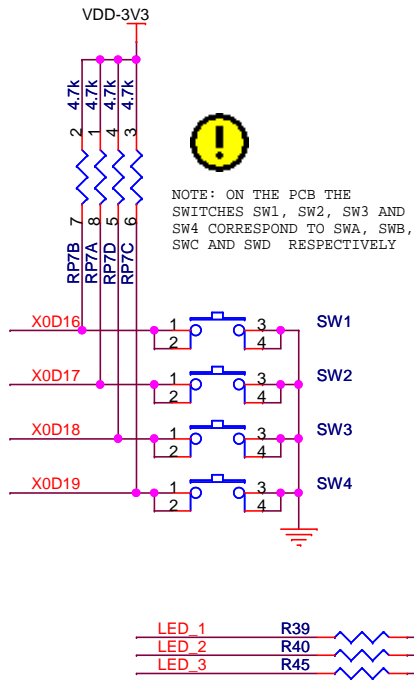 VDD-3V3
4.7k 4.7k 4.7k 4.7k
2 1 4 3
NOTE: ON THE PCB THE
SWITCHES SW1, SW2, SW3 AND
SW4 CORRESPOND TO SWA, SWB,
SWC AND SWD RESPECTIVELY
7 8 5 6
RP7B RP7A RP7D RP7C
X0D16 1 3 SW1
2 4
X0D17 1 3 SW2
2 4
X0D18 1 3 SW3
2 4
X0D19 1 3 SW4
2 4
LED_1 R39
LED_2 R40
LED_3 R45